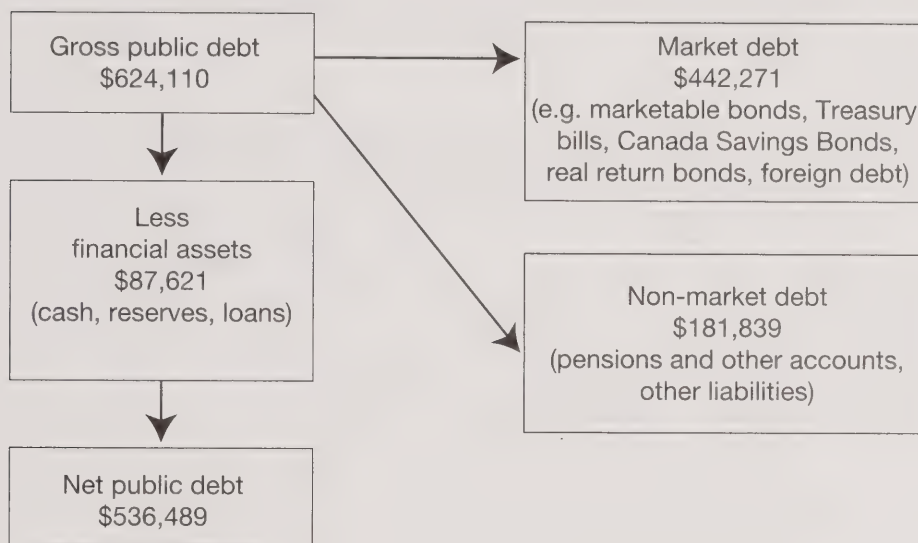 Gross public debt
$624,110
Less
financial assets
$87,621
(cash, reserves, loans)
Net public debt
$536,489
Market debt
$442,271
(e.g. marketable bonds, Treasury
bills, Canada Savings Bonds,
real return bonds, foreign debt)
Non-market debt
$181,839
(pensions and other accounts,
other liabilities)